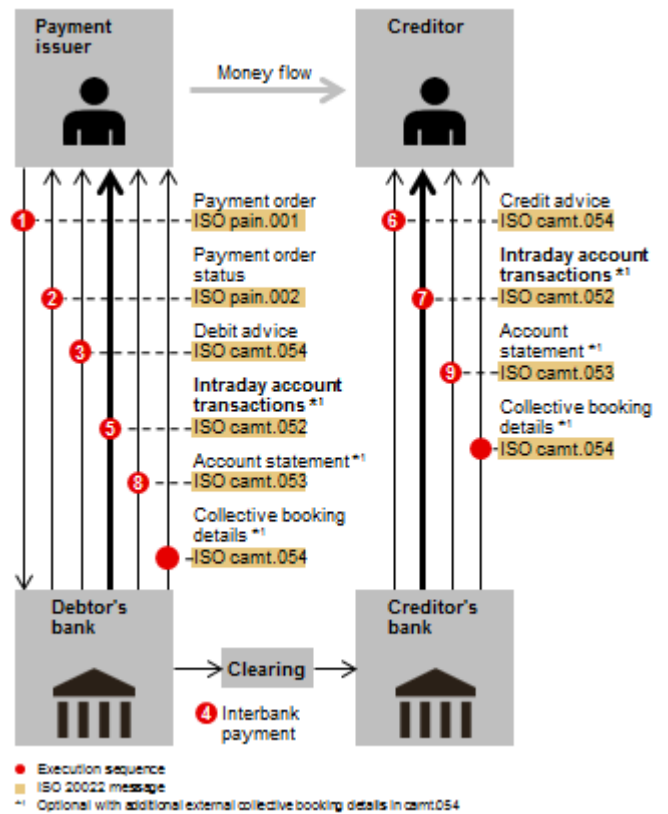 Payment
issuer
Creditor
Money flow
1
Payment order
ISO pain.001
Payment order
status
2
ISO pain.002
Debit advice
3
ISO camt.054
Intraday account
transactions *¹
5
ISO camt.052
Account statement *¹
8
ISO camt.053
Collective booking
details *¹
ISO camt.054
Credit advice
6
ISO camt.054
Intraday account
transactions *¹
7
ISO camt.052
Account
statement *¹
9
ISO camt.053
Collective booking
details *¹
ISO camt.054
Debtor's
bank
Clearing
4 Interbank
payment
Creditor's
bank
Execution sequence
ISO 20022 message
*¹ Optional with additional external collective booking details in camt.054